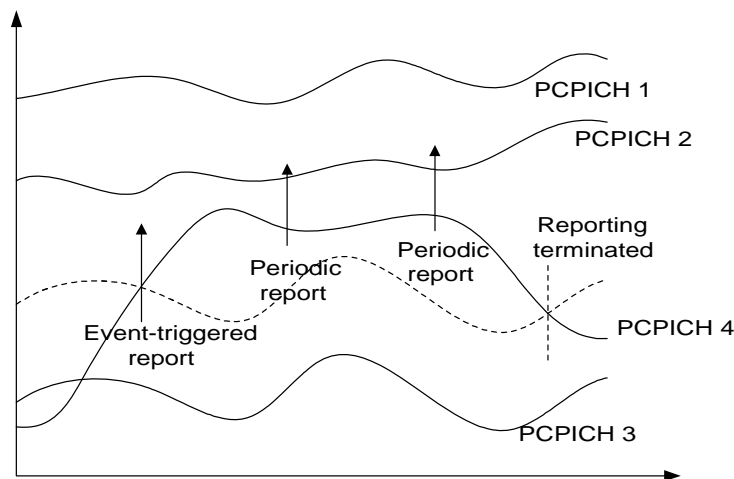 PCPICH 1
PCPICH 2
Reporting
terminated
Periodic
report
Periodic
report
Event-triggered
report
PCPICH 4
PCPICH 3